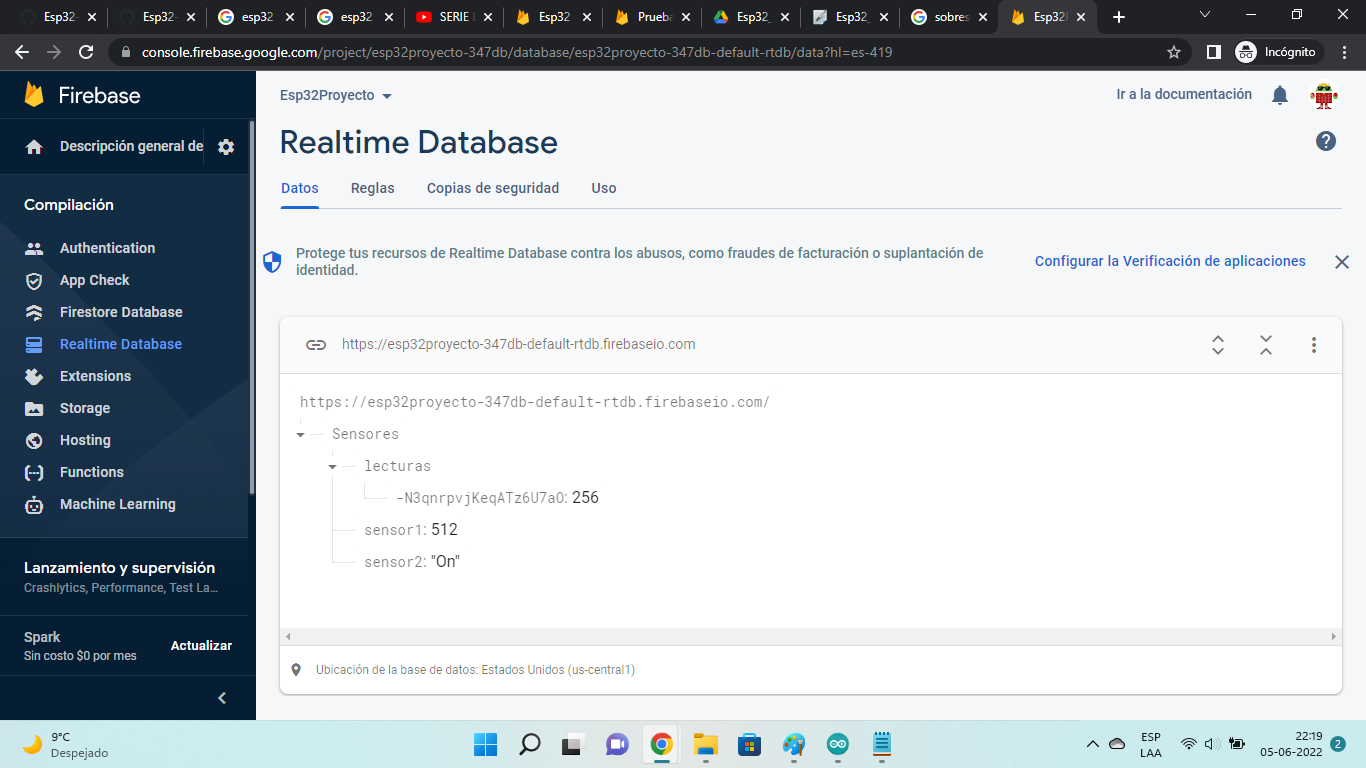 Esp32-
Esp32-
esp32
esp32
SERIE
Esp32
Prueba
Esp32_
Esp32_
sobres
Esp32
console.firebase.google.com/project/esp32proyecto-347db/database/esp32proyecto-347db-default-rtdb/data?hl=es-419
Incógnito
Firebase
Descripción general de
Compilación
Authentication
App Check
Firestore Database
Realtime Database
Extensions
Storage
Hosting
Functions
Machine Learning
Lanzamiento y supervisión
Crashlytics, Performance, Test La...
Spark
Sin costo $0 por mes
Actualizar
Esp32Proyecto
Ir a la documentación
Realtime Database
Datos
Reglas
Copias de seguridad
Uso
Protege tus recursos de Realtime Database contra los abusos, como fraudes de facturación o suplantación de
identidad.
Configurar la Verificación de aplicaciones
https://esp32proyecto-347db-default-rtdb.firebaseio.com
https://esp32proyecto-347db-default-rtdb.firebaseio.com/
Sensores
lecturas
-N3qnrpvjKeqATz6U7aO: 256
sensor1: 512
sensor2: "On"
Ubicación de la base de datos: Estados Unidos (us-central1)
9°C
Despejado
ESP
LAA
22:19
05-06-2022
2